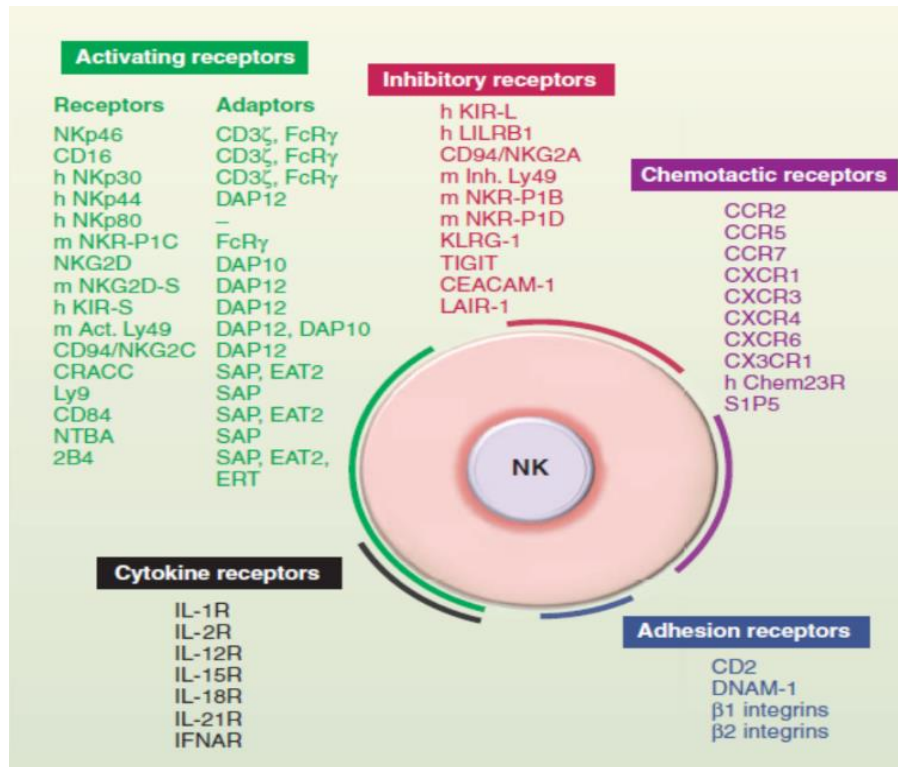 Activating receptors
Receptors Adaptors
NKp46 CD3ζ, FcRγ
CD16 CD3ζ, FcRγ
h NKp30 CD3ζ, FcRγ
h NKp44 DAP12
h NKp80 –
m NKR-P1C FcRγ
NKG2D DAP10
m NKG2D-S DAP12
h KIR-S DAP12
m Act. Ly49 DAP12, DAP10
CD94/NKG2C DAP12
CRACC SAP, EAT2
Ly9 SAP
CD84 SAP, EAT2
NTBA SAP
2B4 SAP, EAT2,
ERT
Inhibitory receptors
h KIR-L
h LILRB1
CD94/NKG2A
m Inh. Ly49
m NKR-P1B
m NKR-P1D
KLRG-1
TIGIT
CEACAM-1
LAIR-1
Chemotactic receptors
CCR2
CCR5
CCR7
CXCR1
CXCR3
CXCR4
CXCR6
CX3CR1
h Chem23R
S1P5
NK
Cytokine receptors
IL-1R
IL-2R
IL-12R
IL-15R
IL-18R
IL-21R
IFNAR
Adhesion receptors
CD2
DNAM-1
β1 integrins
β2 integrins